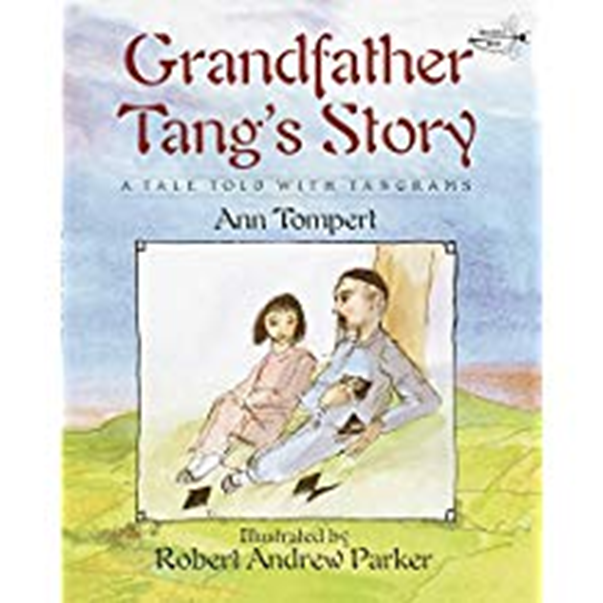 Grandfather
Tang's Story
A TALE TOLD WITH TANGRAMS
Ann Tompert
Illustrated by
Robert Andrew Parker